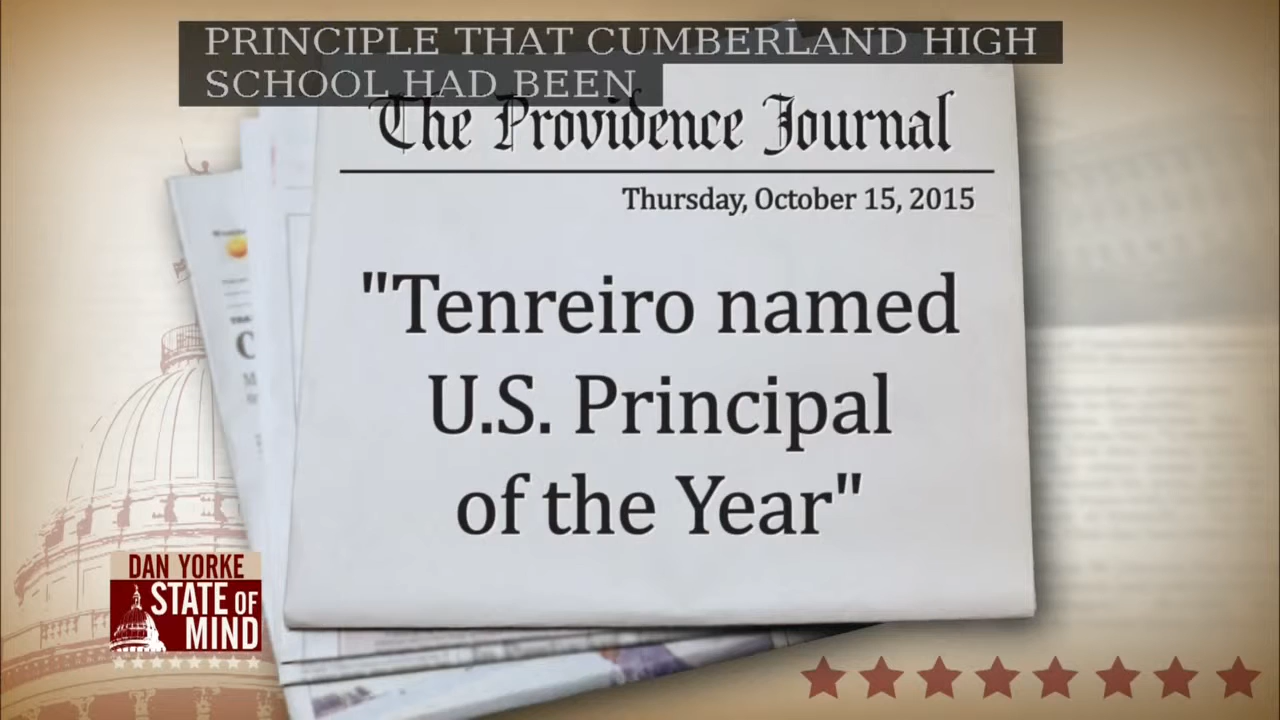 PRINCIPLE THAT CUMBERLAND HIGH
SCHOOL HAD BEEN
The Providence Journal
Thursday, October 15, 2015
"Tenreiro named
U.S. Principal
of the Year"
DAN YORKE
STATE OF
MIND